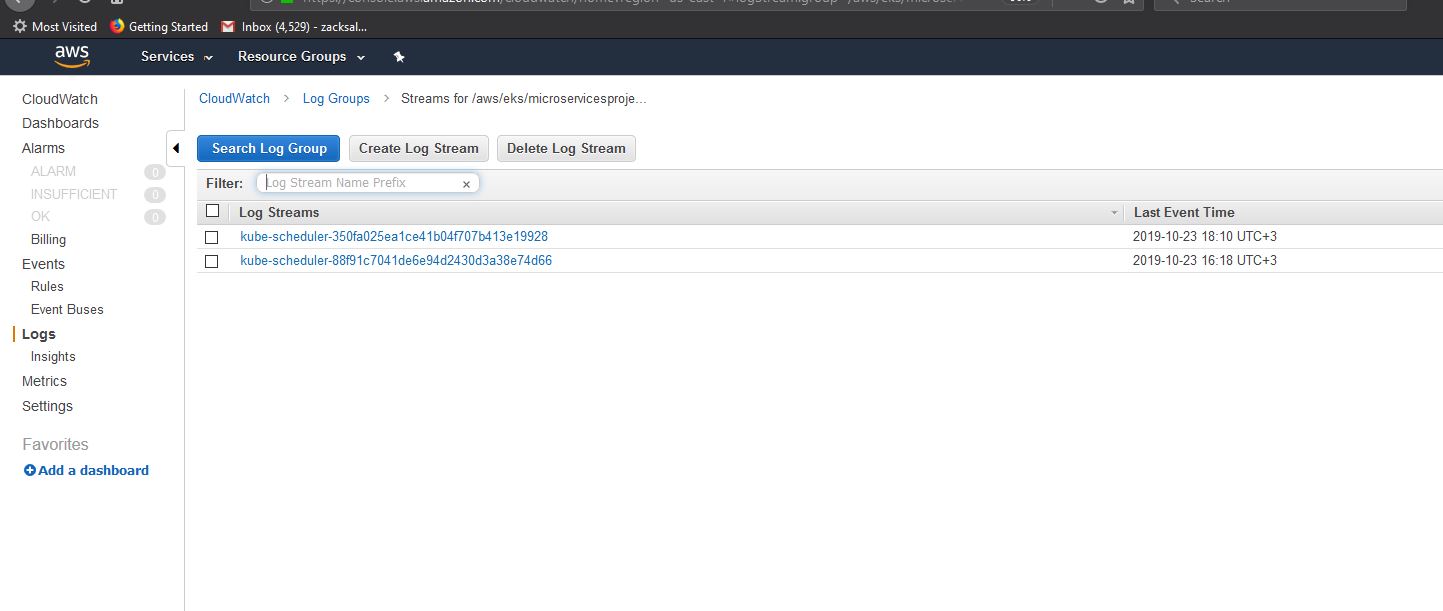 Most Visited Getting Started Inbox (4,529) - zacksal...
aws Services Resource Groups
CloudWatch
Dashboards
Alarms
ALARM 0
INSUFFICIENT 0
OK 0
Billing
Events
Rules
Event Buses
Logs
Insights
Metrics
Settings
Favorites
Add a dashboard
CloudWatch > Log Groups > Streams for /aws/eks/microservicesproje...
Search Log Group Create Log Stream Delete Log Stream
Filter: Log Stream Name Prefix ×
Log Streams Last Event Time
kube-scheduler-350fa025ea1ce41b04f707b413e19928 2019-10-23 18:10 UTC+3
kube-scheduler-88f91c7041de6e94d2430d3a38e74d66 2019-10-23 16:18 UTC+3